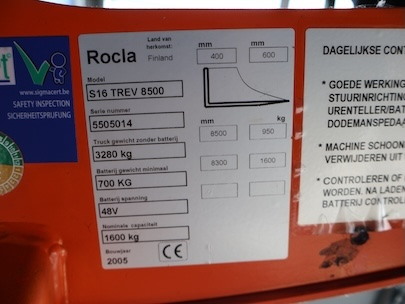 www.sigmacert.be
SAFETY INSPECTION
SICHERHEITSPRÜFUNG
Rocla
Land van
herkomst:
Finland
Model
S16 TREV 8500
Serie nummer
5505014
Truck gewicht zonder batterij
3280 kg
Batterij gewicht minimaal
700 KG
Batterij spanning
48V
Nominale capaciteit
1600 kg
Bouwjaar
2005
CE
mm mm
400 600
mm kg
8500 950
8300 1600
DAGELIJKSE CONT
* GOEDE WERKING
STUURINRICHTING
URENTELLER/BATT
DODEMANSPEDAA
* MACHINE SCHOON
VERWIJDEREN UIT
* CONTROLEREN OF
WORDEN. NA LADEN
BATTERIJ CONTROL